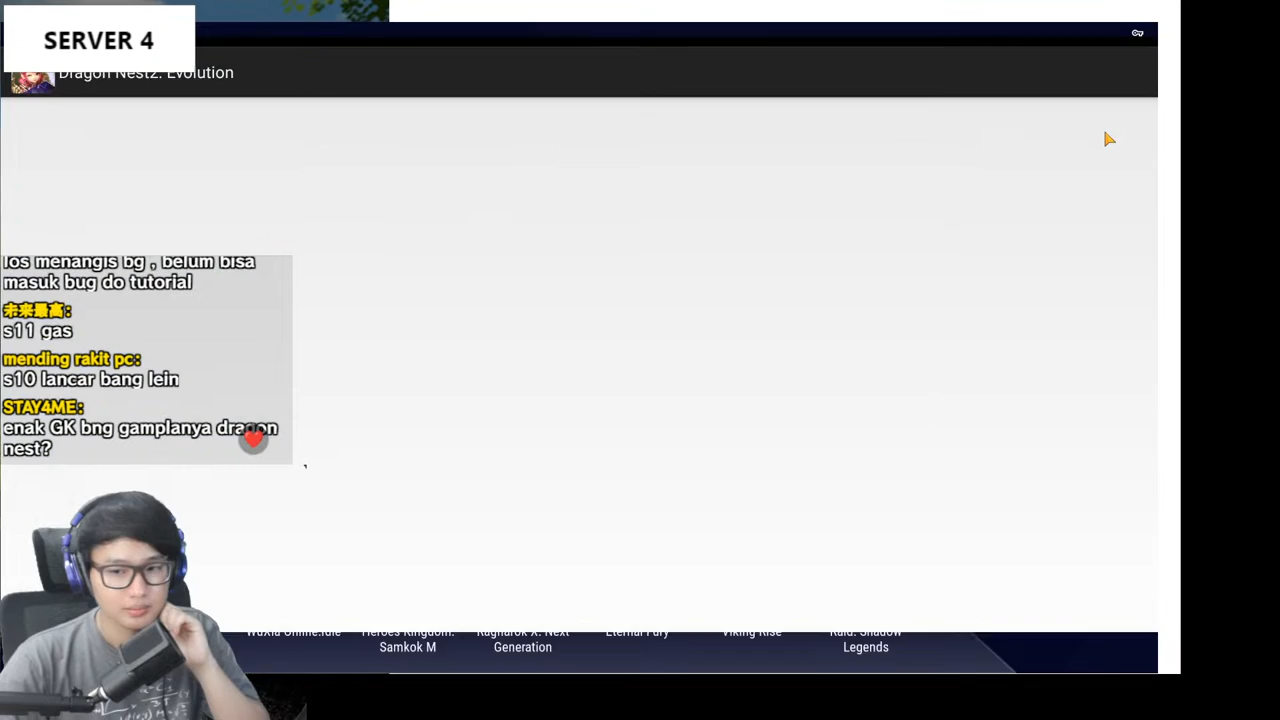 SERVER 4
Dragon Nest2: Evolution
los menangis bg , belum bisa
masuk bug do tutorial
未来最高:
s11 gas
mending rakit pc:
s10 lancar bang lein
STAY4ME:
enak GK bng gamplanya dragon
nest?
WuXia Online:Idle
Heroes Kingdom:
Samkok M
Ragnarok X: Next
Generation
Eternal Fury
Viking Rise
Raid: Shadow
Legends